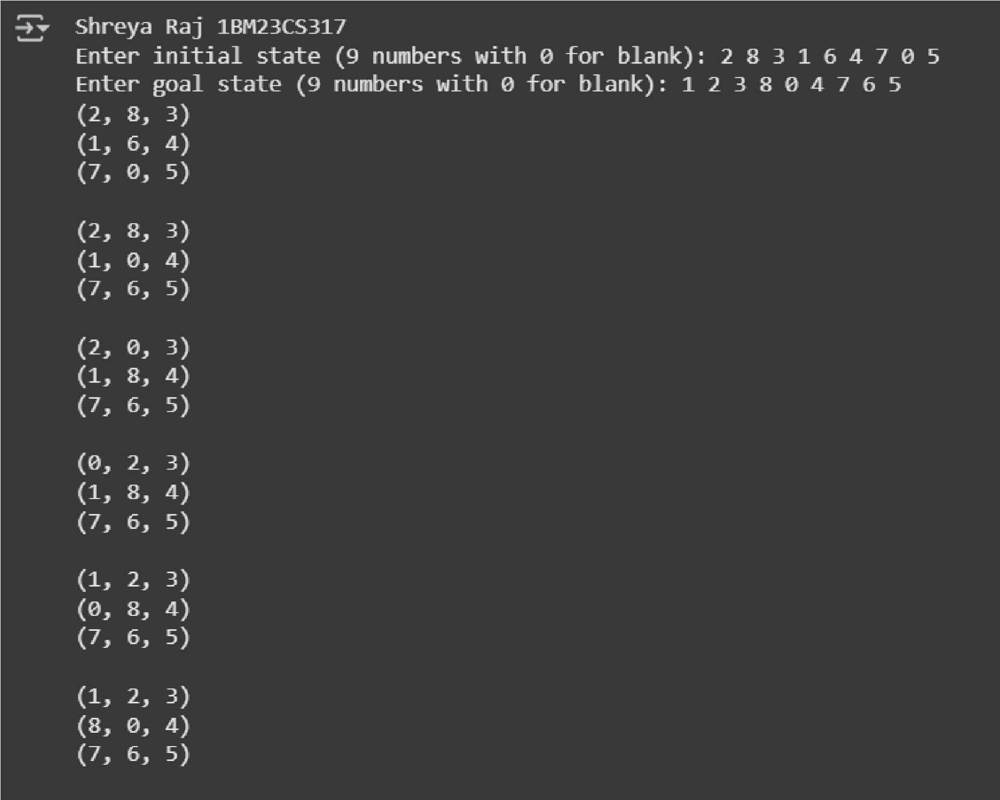 Shreya Raj 1BM23CS317
Enter initial state (9 numbers with 0 for blank): 2 8 3 1 6 4 7 0 5
Enter goal state (9 numbers with 0 for blank): 1 2 3 8 0 4 7 6 5
(2, 8, 3)
(1, 6, 4)
(7, 0, 5)

(2, 8, 3)
(1, 0, 4)
(7, 6, 5)

(2, 0, 3)
(1, 8, 4)
(7, 6, 5)

(0, 2, 3)
(1, 8, 4)
(7, 6, 5)

(1, 2, 3)
(0, 8, 4)
(7, 6, 5)

(1, 2, 3)
(8, 0, 4)
(7, 6, 5)